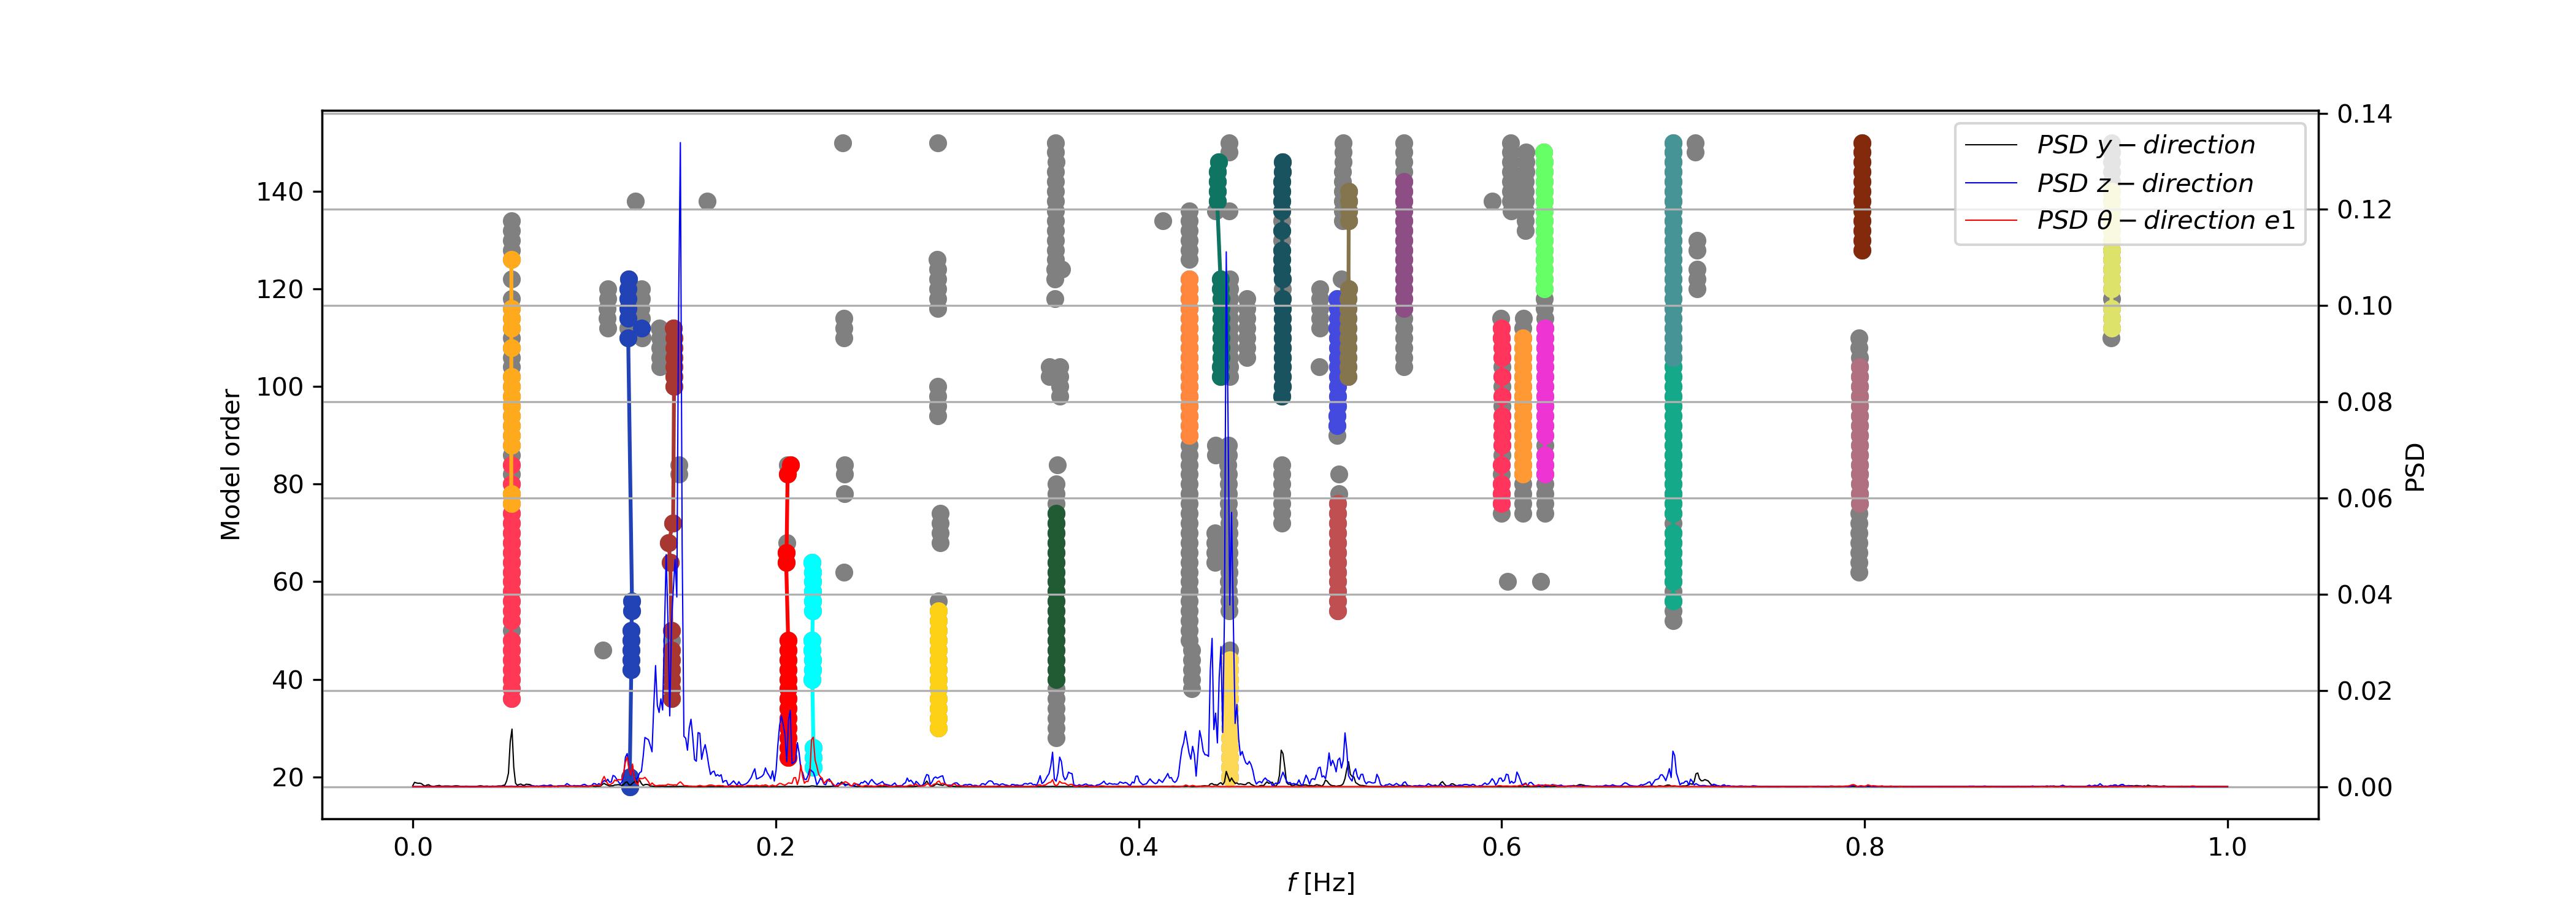 PSD y − direction
PSD z − direction
PSD θ − direction e1
Model order
140
120
100
80
60
40
20
0.14
0.12
0.10
0.08
0.06
0.04
0.02
0.00
PSD
0.0 0.2 0.4 0.6 0.8 1.0
f [Hz]